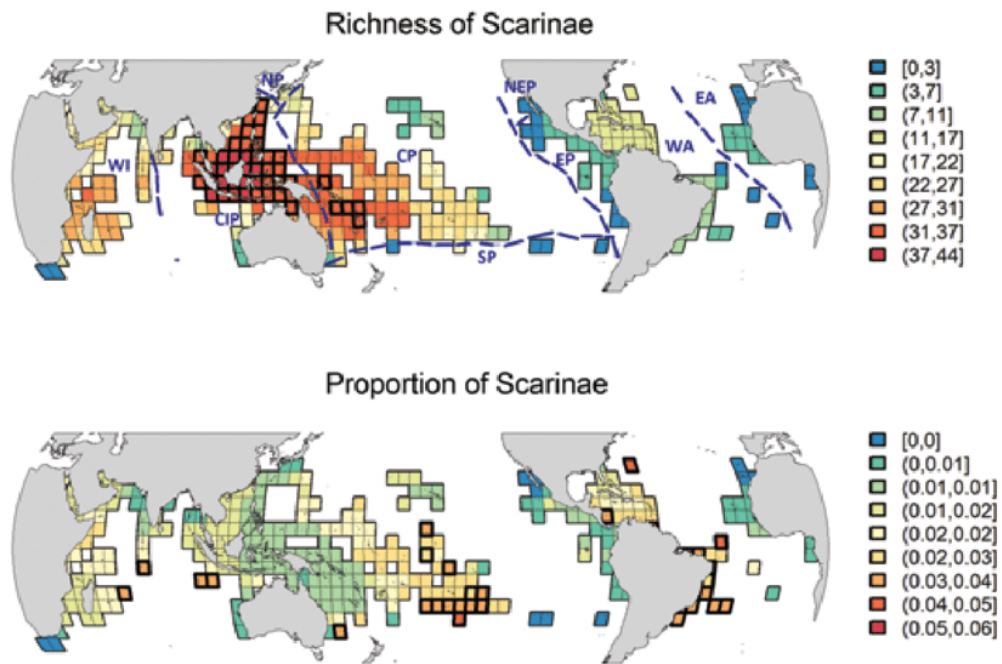 Richness of Scarinae
NP
NEP
EA
WI
CP
WA
EP
CIP
SP
[0,3]
(3,7]
(7,11]
(11,17]
(17,22]
(22,27]
(27,31]
(31,37]
(37,44]
Proportion of Scarinae
[0,0]
(0,0.01]
(0.01,0.01]
(0.01,0.02]
(0.02,0.02]
(0.02,0.03]
(0.03,0.04]
(0.04,0.05]
(0.05,0.06]